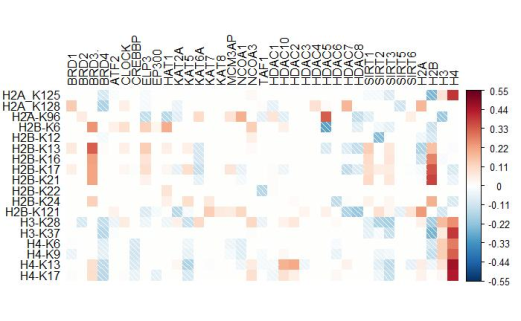 BRD1
BRD2
BRD3
BRD4
ATF2
CLOCK
CREBBP
ELP3
EP300
HAT1
KAT2A
KAT5
KAT6A
KAT7
KAT8
MCM3AP
NCOA1
NCOA3
TAF1
HDAC1
HDAC10
HDAC2
HDAC3
HDAC4
HDAC5
HDAC6
HDAC7
HDAC8
SIRT1
SIRT2
SIRT3
SIRT5
SIRT6
H2A
H2B
H3
H4
H2A_K125
H2A_K128
H2A-K96
H2B-K6
H2B-K12
H2B-K13
H2B-K16
H2B-K17
H2B-K21
H2B-K22
H2B-K24
H2B-K121
H3-K28
H3-K37
H4-K6
H4-K9
H4-K13
H4-K17
0.55
0.44
0.33
0.22
0.11
0
-0.11
-0.22
-0.33
-0.44
-0.55